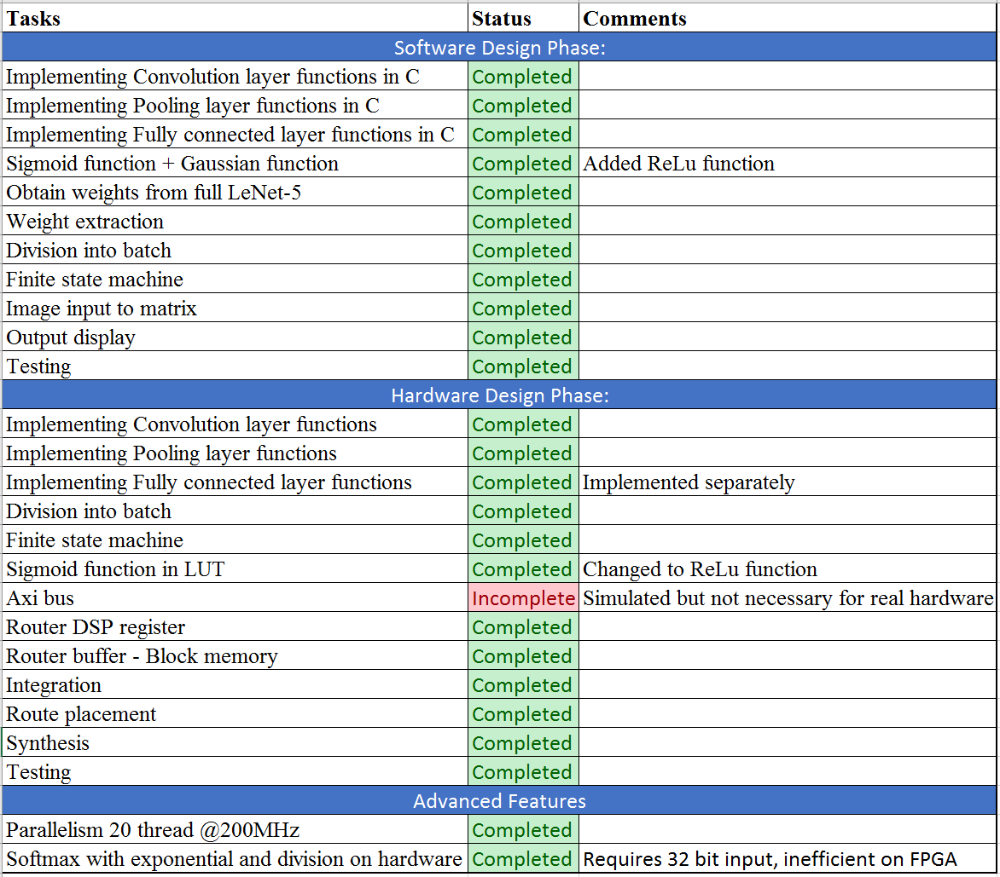 Tasks Status Comments
Software Design Phase:
Implementing Convolution layer functions in C Completed
Implementing Pooling layer functions in C Completed
Implementing Fully connected layer functions in C Completed
Sigmoid function + Gaussian function Completed Added ReLu function
Obtain weights from full LeNet-5 Completed
Weight extraction Completed
Division into batch Completed
Finite state machine Completed
Image input to matrix Completed
Output display Completed
Testing Completed
Hardware Design Phase:
Implementing Convolution layer functions Completed
Implementing Pooling layer functions Completed
Implementing Fully connected layer functions Completed Implemented separately
Division into batch Completed
Finite state machine Completed
Sigmoid function in LUT Completed Changed to ReLu function
Axi bus Incomplete Simulated but not necessary for real hardware
Router DSP register Completed
Router buffer - Block memory Completed
Integration Completed
Route placement Completed
Synthesis Completed
Testing Completed
Advanced Features
Parallelism 20 thread @200MHz Completed
Softmax with exponential and division on hardware Completed Requires 32 bit input, inefficient on FPGA